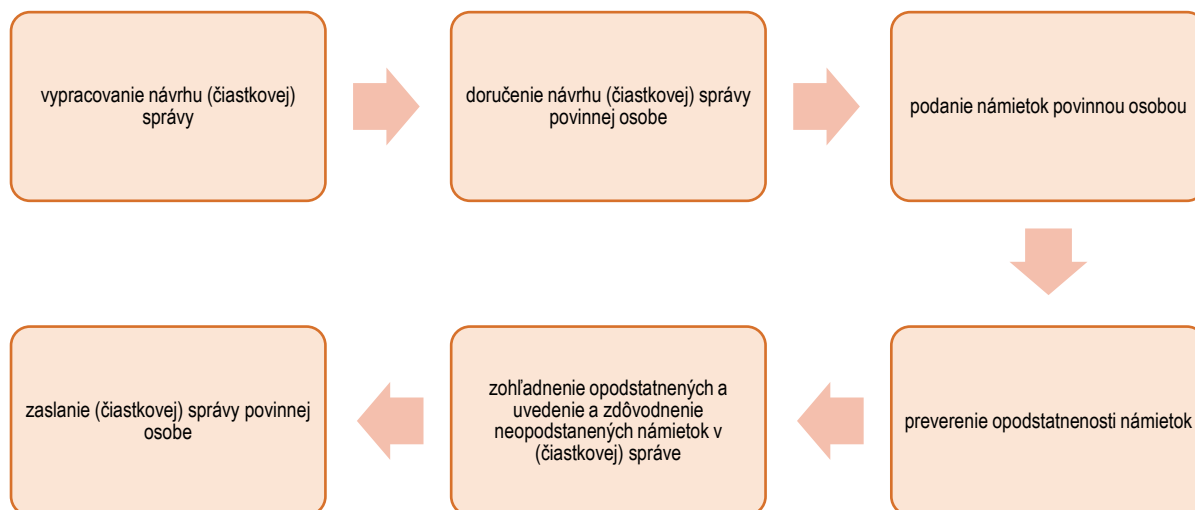 vypracovanie návrhu (čiastkovej)
správy
doručenie návrhu (čiastkovej) správy
povinnej osobe
podanie námietok povinnou osobou
preverenie opodstatnenosti námietok
zohľadnenie opodstatnených a
uvedenie a zdôvodnenie
neopodstanených námietok v
(čiastkovej) správe
zaslanie (čiastkovej) správy povinnej
osobe